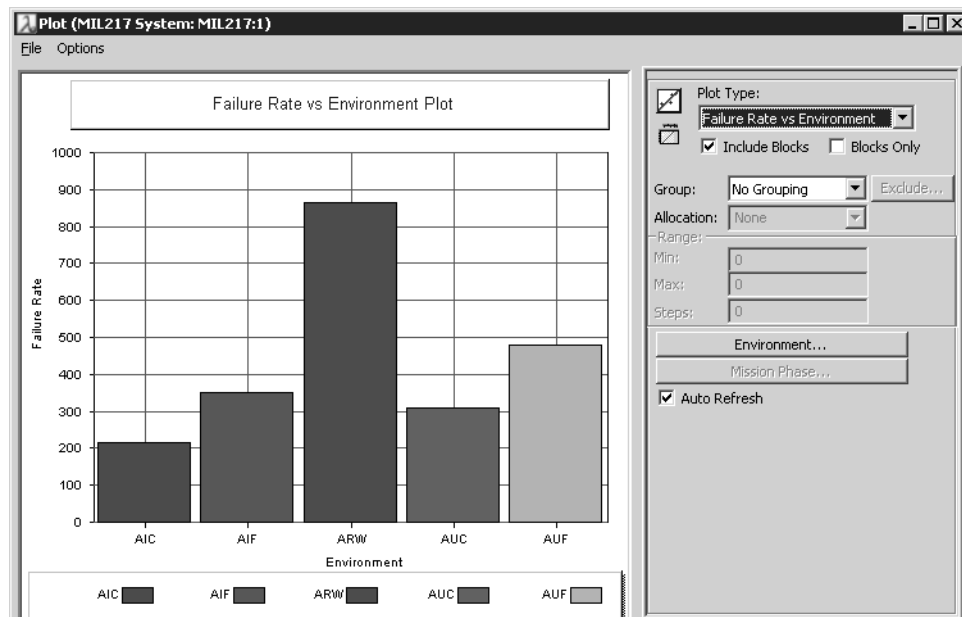 Plot (MIL217 System: MIL217:1)
File Options
Failure Rate vs Environment Plot
1000
900
800
700
600
500
400
300
200
100
0
Failure Rate
AIC AIF ARW AUC AUF
Environment
AIC AIF ARW AUC AUF
Plot Type:
Failure Rate vs Environment
Include Blocks Blocks Only
Group: No Grouping Exclude...
Allocation: None
Range:
Min: 0
Max: 0
Steps: 0
Environment...
Mission Phase...
Auto Refresh